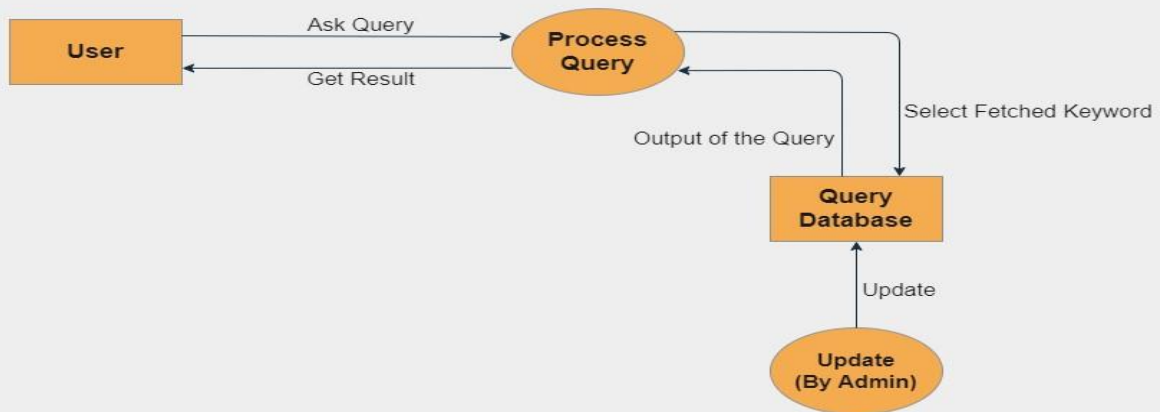 Ask Query
User
Process
Query
Get Result
Select Fetched Keyword
Output of the Query
Query
Database
Update
Update
(By Admin)